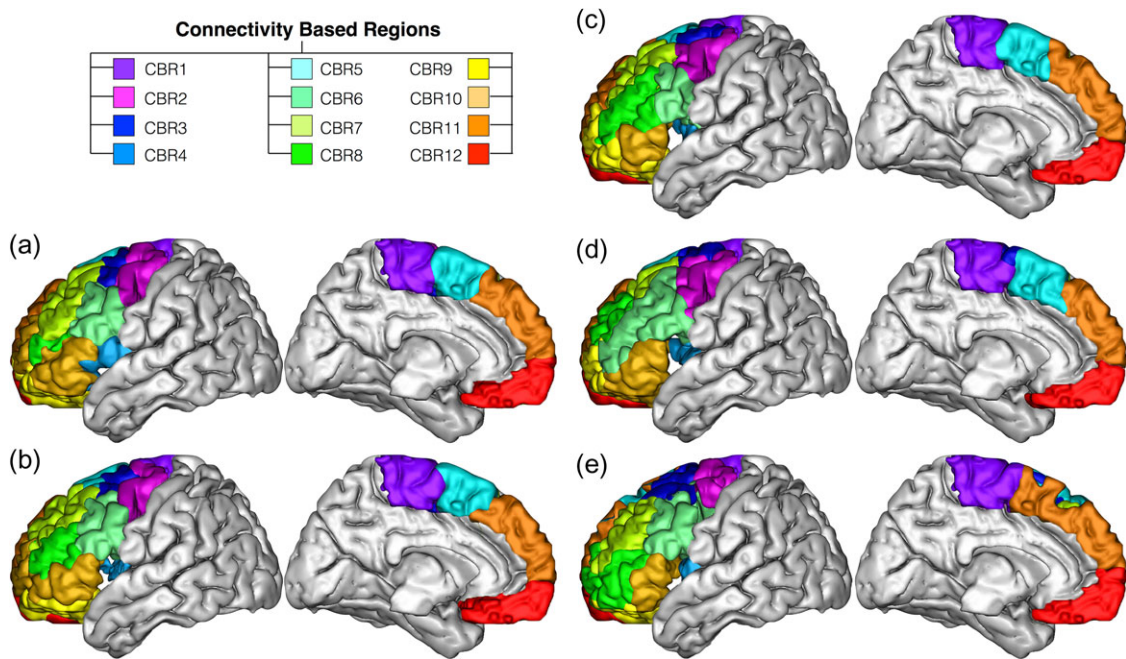 Connectivity Based Regions
CBR1
CBR2
CBR3
CBR4
CBR5
CBR6
CBR7
CBR8
CBR9
CBR10
CBR11
CBR12
(a)
(b)
(c)
(d)
(e)